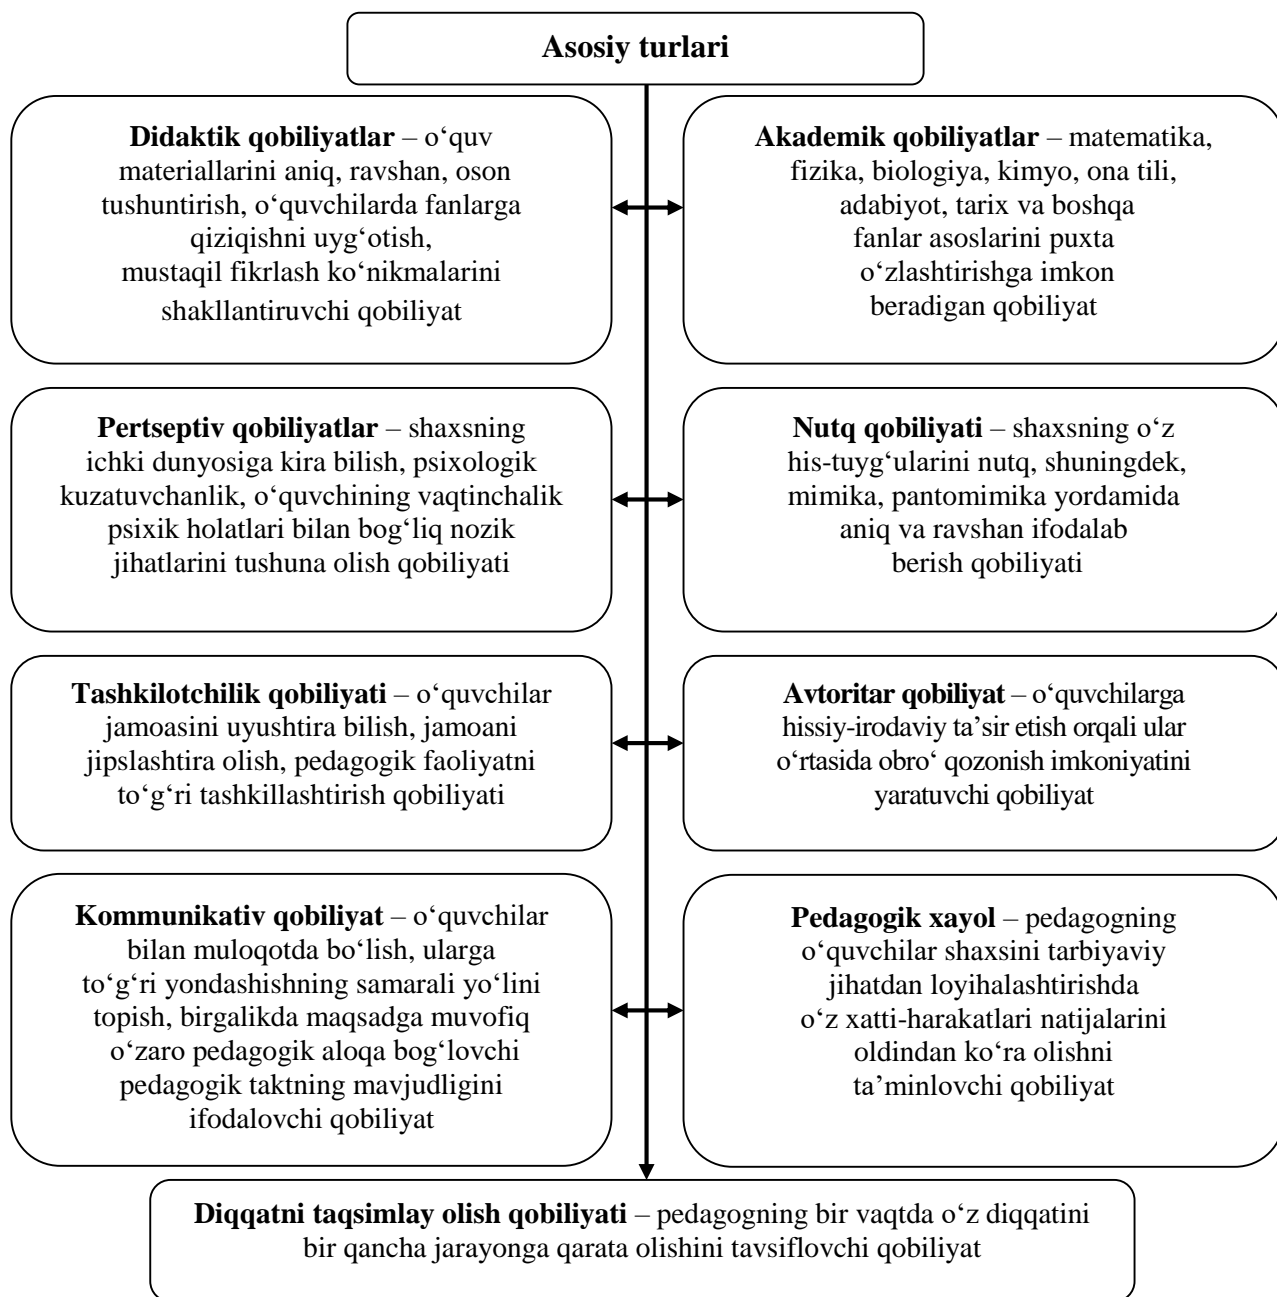 Asosiy turlari
Didaktik qobiliyatlar – o‘quv
materiallarini aniq, ravshan, oson
tushuntirish, o‘quvchilarda fanlarga
qiziqishni uyg‘otish,
mustaqil fikrlash ko‘nikmalarini
shakllantiruvchi qobiliyat
Akademik qobiliyatlar – matematika,
fizika, biologiya, kimyo, ona tili,
adabiyot, tarix va boshqa
fanlar asoslarini puxta
o‘zlashtirishga imkon
beradigan qobiliyat
Pertseptiv qobiliyatlar – shaxsning
ichki dunyosiga kira bilish, psixologik
kuzatuvchanlik, o‘quvchining vaqtinchalik
psixik holatlari bilan bog‘liq nozik
jihatlarini tushuna olish qobiliyati
Nutq qobiliyati – shaxsning o‘z
his-tuyg‘ularini nutq, shuningdek,
mimika, pantomimika yordamida
aniq va ravshan ifodalab
berish qobiliyati
Tashkilotchilik qobiliyati – o‘quvchilar
jamoasini uyushtira bilish, jamoani
jipslashtira olish, pedagogik faoliyatni
to‘g‘ri tashkillashtirish qobiliyati
Avtoritar qobiliyat – o‘quvchilarga
hissiy-irodaviy ta’sir etish orqali ular
o‘rtasida obro‘ qozonish imkoniyatini
yaratuvchi qobiliyat
Kommunikativ qobiliyat – o‘quvchilar
bilan muloqotda bo‘lish, ularga
to‘g‘ri yondashishning samarali yo‘lini
topish, birgalikda maqsadga muvofiq
o‘zaro pedagogik aloqa bog‘lovchi
pedagogik taktning mavjudligini
ifodalovchi qobiliyat
Pedagogik xayol – pedagogning
o‘quvchilar shaxsini tarbiyaviy
jihatdan loyihalashtirishda
o‘z xatti-harakatlari natijalarini
oldindan ko‘ra olishni
ta’minlovchi qobiliyat
Diqqatni taqsimlay olish qobiliyati – pedagogning bir vaqtda o‘z diqqatini
bir qancha jarayonga qarata olishini tavsiflovchi qobiliyat